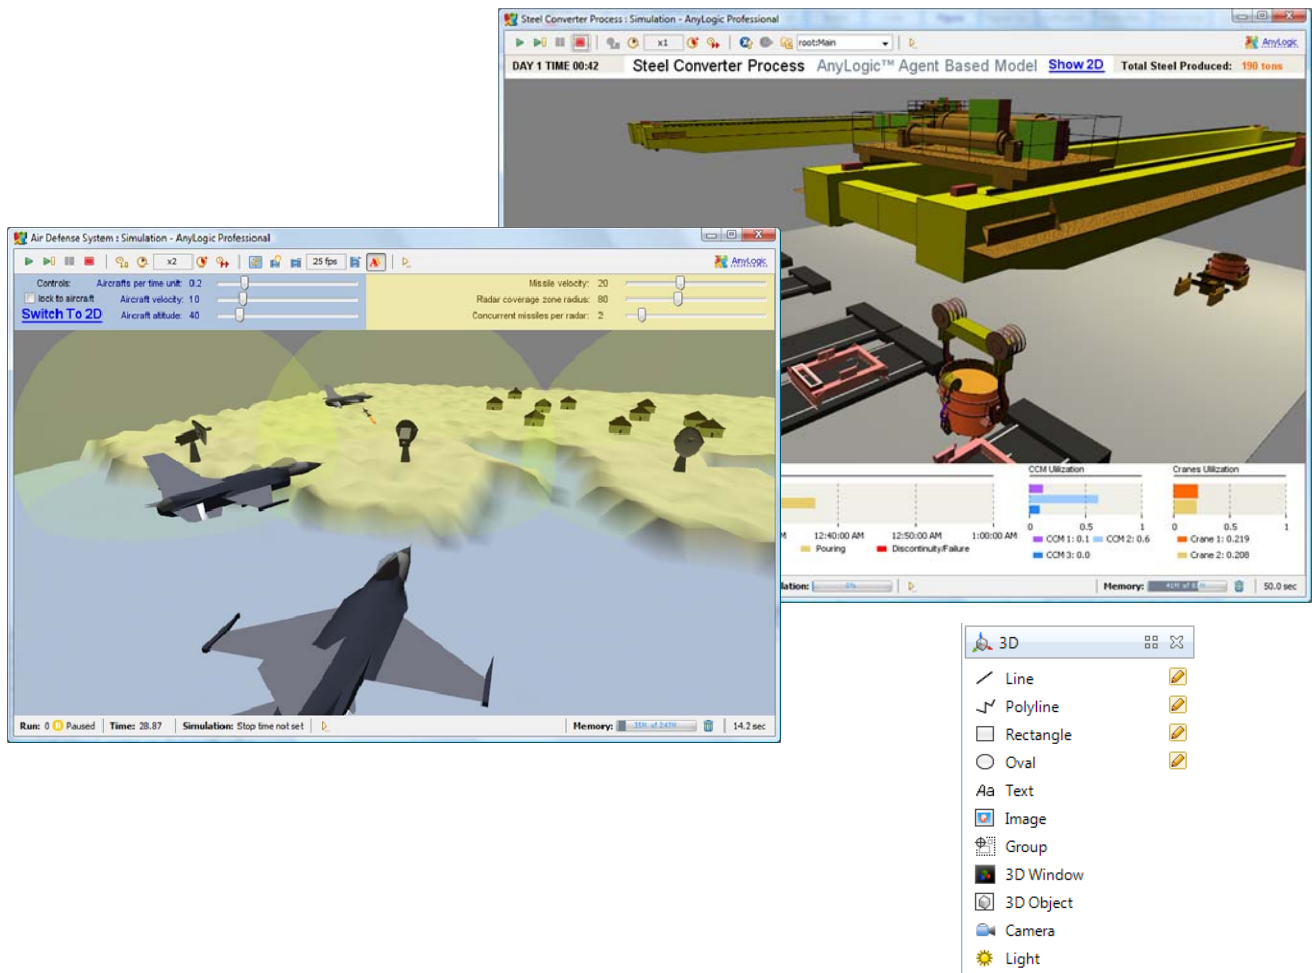 Steel Converter Process : Simulation - AnyLogic Professional
x1
root:Main
AnyLogic
DAY 1 TIME 00:42
Steel Converter Process
AnyLogic™ Agent Based Model
Show 2D
Total Steel Produced: 190 tons
Air Defense System : Simulation - AnyLogic Professional
x2
25 fps
AnyLogic
Controls:
Aircrafts per time unit: 0.2
lock to aircraft
Aircraft velocity: 10
Switch To 2D
Aircraft altitude: 40
Missile velocity: 20
Radar coverage zone radius: 80
Concurrent missiles per radar: 2
CCM Utilization
Cranes Utilization
M
12:40:00 AM
12:50:00 AM
1:00:00 AM
Pouring
Discontinuity/Failure
0
0.5
1
CCM 1: 0.1
CCM 2: 0.6
CCM 3: 0.0
0
0.5
1
Crane 1: 0.219
Crane 2: 0.208
lation:
Memory:
50.0 sec
Run: 0
Paused
Time: 28.87
Simulation: Stop time not set
Memory:
14.2 sec
3D
Line
Polyline
Rectangle
Oval
Aa Text
Image
Group
3D Window
3D Object
Camera
Light